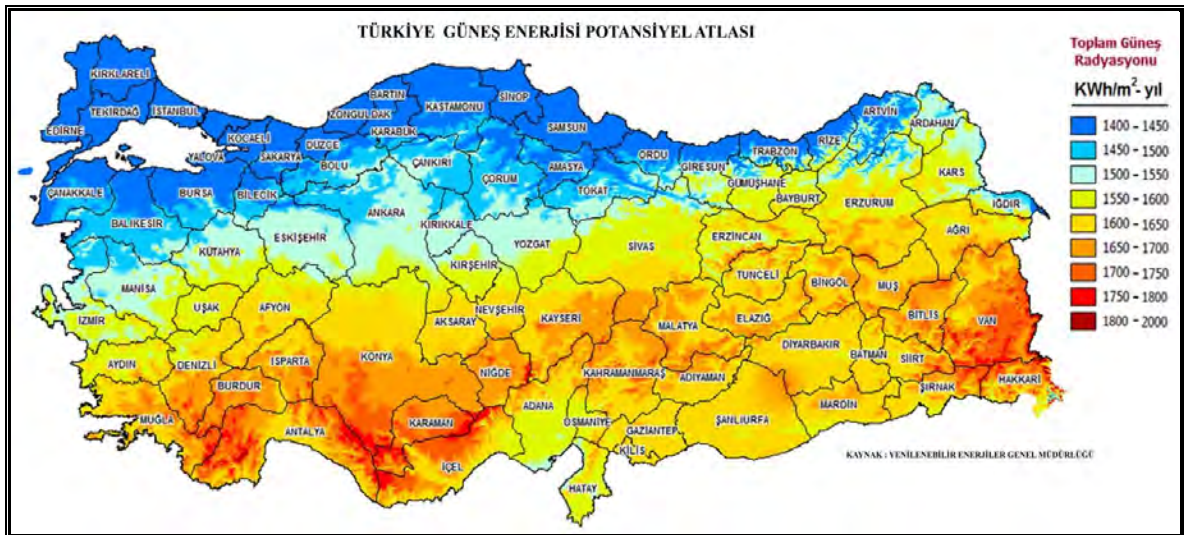 TÜRKİYE GÜNEŞ ENERJİSİ POTANSİYEL ATLASI
Toplam Güneş
Radyasyonu
KWh/m²- yıl
1400 - 1450
1450 - 1500
1500 - 1550
1550 - 1600
1600 - 1650
1650 - 1700
1700 - 1750
1750 - 1800
1800 - 2000
KIRKLARELİ
TEKİRDAĞ
İSTANBUL
EDİRNE
KOCAELİ
YALOVA
SAKARYA
DÜZCE
BOLU
ZONGULDAK
BARTIN
KARABÜK
KASTAMONU
SİNOP
SAMSUN
ÇANKIRI
ÇORUM
AMASYA
TOKAT
ORDU
GİRESUN
TRABZON
RİZE
ARTVİN
ARDAHAN
KARS
IĞDIR
GÜMÜŞHANE
BAYBURT
ERZURUM
AĞRI
ÇANAKKALE
BALIKESİR
BURSA
BİLECİK
KÜTAHYA
ESKİŞEHİR
ANKARA
KIRIKKALE
KIRŞEHİR
YOZGAT
SİVAS
ERZİNCAN
TUNCELİ
BİNGÖL
MUŞ
BİTLİS
VAN
MANİSA
İZMİR
UŞAK
AFYON
AKSARAY
NEVŞEHİR
KAYSERİ
MALATYA
ELAZIĞ
DİYARBAKIR
BATMAN
SİİRT
ŞIRNAK
HAKKARİ
AYDIN
DENİZLİ
ISPARTA
BURDUR
KONYA
NİĞDE
KAHRAMANMARAŞ
ADIYAMAN
ŞANLIURFA
MARDİN
MUĞLA
ANTALYA
KARAMAN
İÇEL
ADANA
OSMANİYE
GAZİANTEP
KİLİS
HATAY
KAYNAK : YENİLENEBİLİR ENERJİLER GENEL MÜDÜRLÜĞÜ